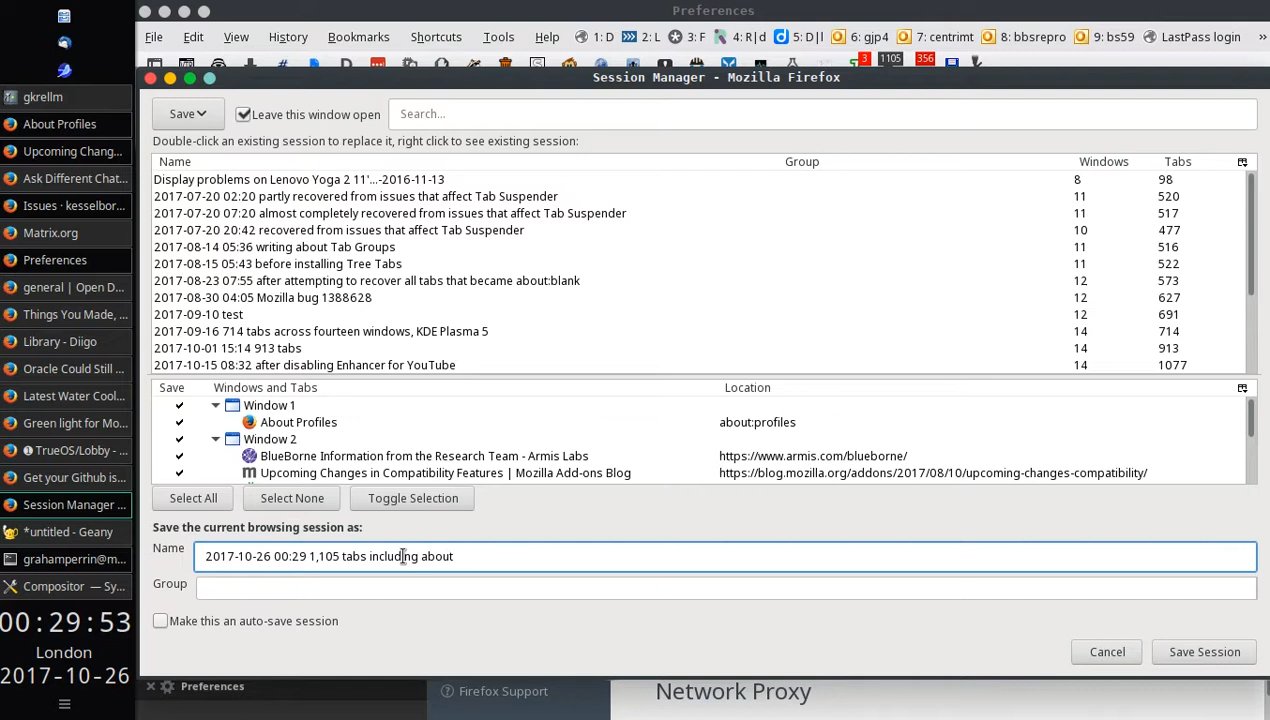 Preferences
File Edit View History Bookmarks Shortcuts Tools Help 1: D 2: L 3: F 4: R|d 5: D|l 6: gjp4 7: centrimt 8: bbsrepo 9: bs59 LastPass login »
3 1105 356
Session Manager - Mozilla Firefox
Save Leave this window open Search...
Double-click an existing session to replace it, right click to see existing session:
Name Group Windows Tabs
Display problems on Lenovo Yoga 2 11'...-2016-11-13 8 98
2017-07-20 02:20 partly recovered from issues that affect Tab Suspender 11 520
2017-07-20 07:20 almost completely recovered from issues that affect Tab Suspender 11 517
2017-07-20 20:42 recovered from issues that affect Tab Suspender 10 477
2017-08-14 05:36 writing about Tab Groups 11 516
2017-08-15 05:43 before installing Tree Tabs 11 522
2017-08-23 07:55 after attempting to recover all tabs that became about:blank 12 573
2017-08-30 04:05 Mozilla bug 1388628 12 627
2017-09-10 test 12 691
2017-09-16 714 tabs across fourteen windows, KDE Plasma 5 14 714
2017-10-01 15:14 913 tabs 14 913
2017-10-15 08:32 after disabling Enhancer for YouTube 14 1077
Save Windows and Tabs Location
Window 1
About Profiles about:profiles
Window 2
BlueBorne Information from the Research Team - Armis Labs https://www.armis.com/blueborne/
Upcoming Changes in Compatibility Features | Mozilla Add-ons Blog https://blog.mozilla.org/addons/2017/08/10/upcoming-changes-compatibility/
Select All Select None Toggle Selection
Save the current browsing session as:
Name 2017-10-26 00:29 1,105 tabs including about
Group
Make this an auto-save session
Cancel Save Session
Preferences Firefox Support Network Proxy
gkrellm
About Profiles
Upcoming Chang...
Ask Different Chat...
Issues · kesselbor...
Matrix.org
Preferences
general | Open D...
Things You Made, ...
Library - Diigo
Oracle Could Still ...
Latest Water Cool...
Green light for Mo...
❶ TrueOS/Lobby - ...
Get your Github is...
Session Manager ...
*untitled - Geany
grahamperrin@m...
Compositor — Sy...
00:29:53
London
2017-10-26